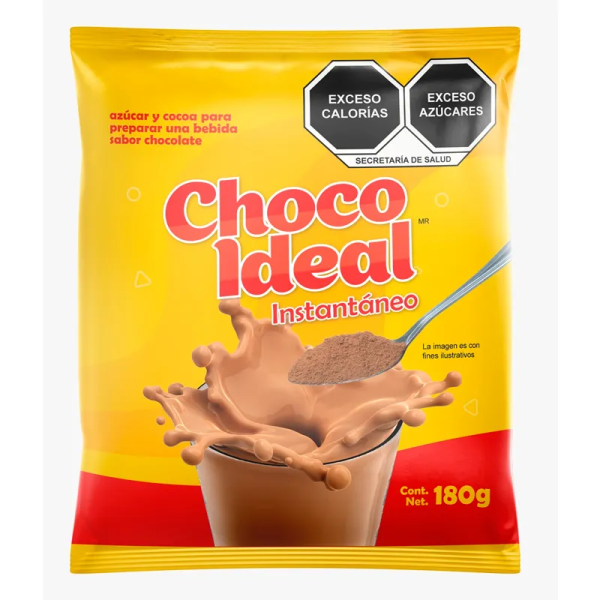 EXCESO
CALORÍAS
EXCESO
AZÚCARES
SECRETARÍA DE SALUD
azúcar y cocoa para
preparar una bebida
sabor chocolate
Choco
Ideal
MR
Instantáneo
La imagen es con
fines ilustrativos
Cont.
Net. 180g